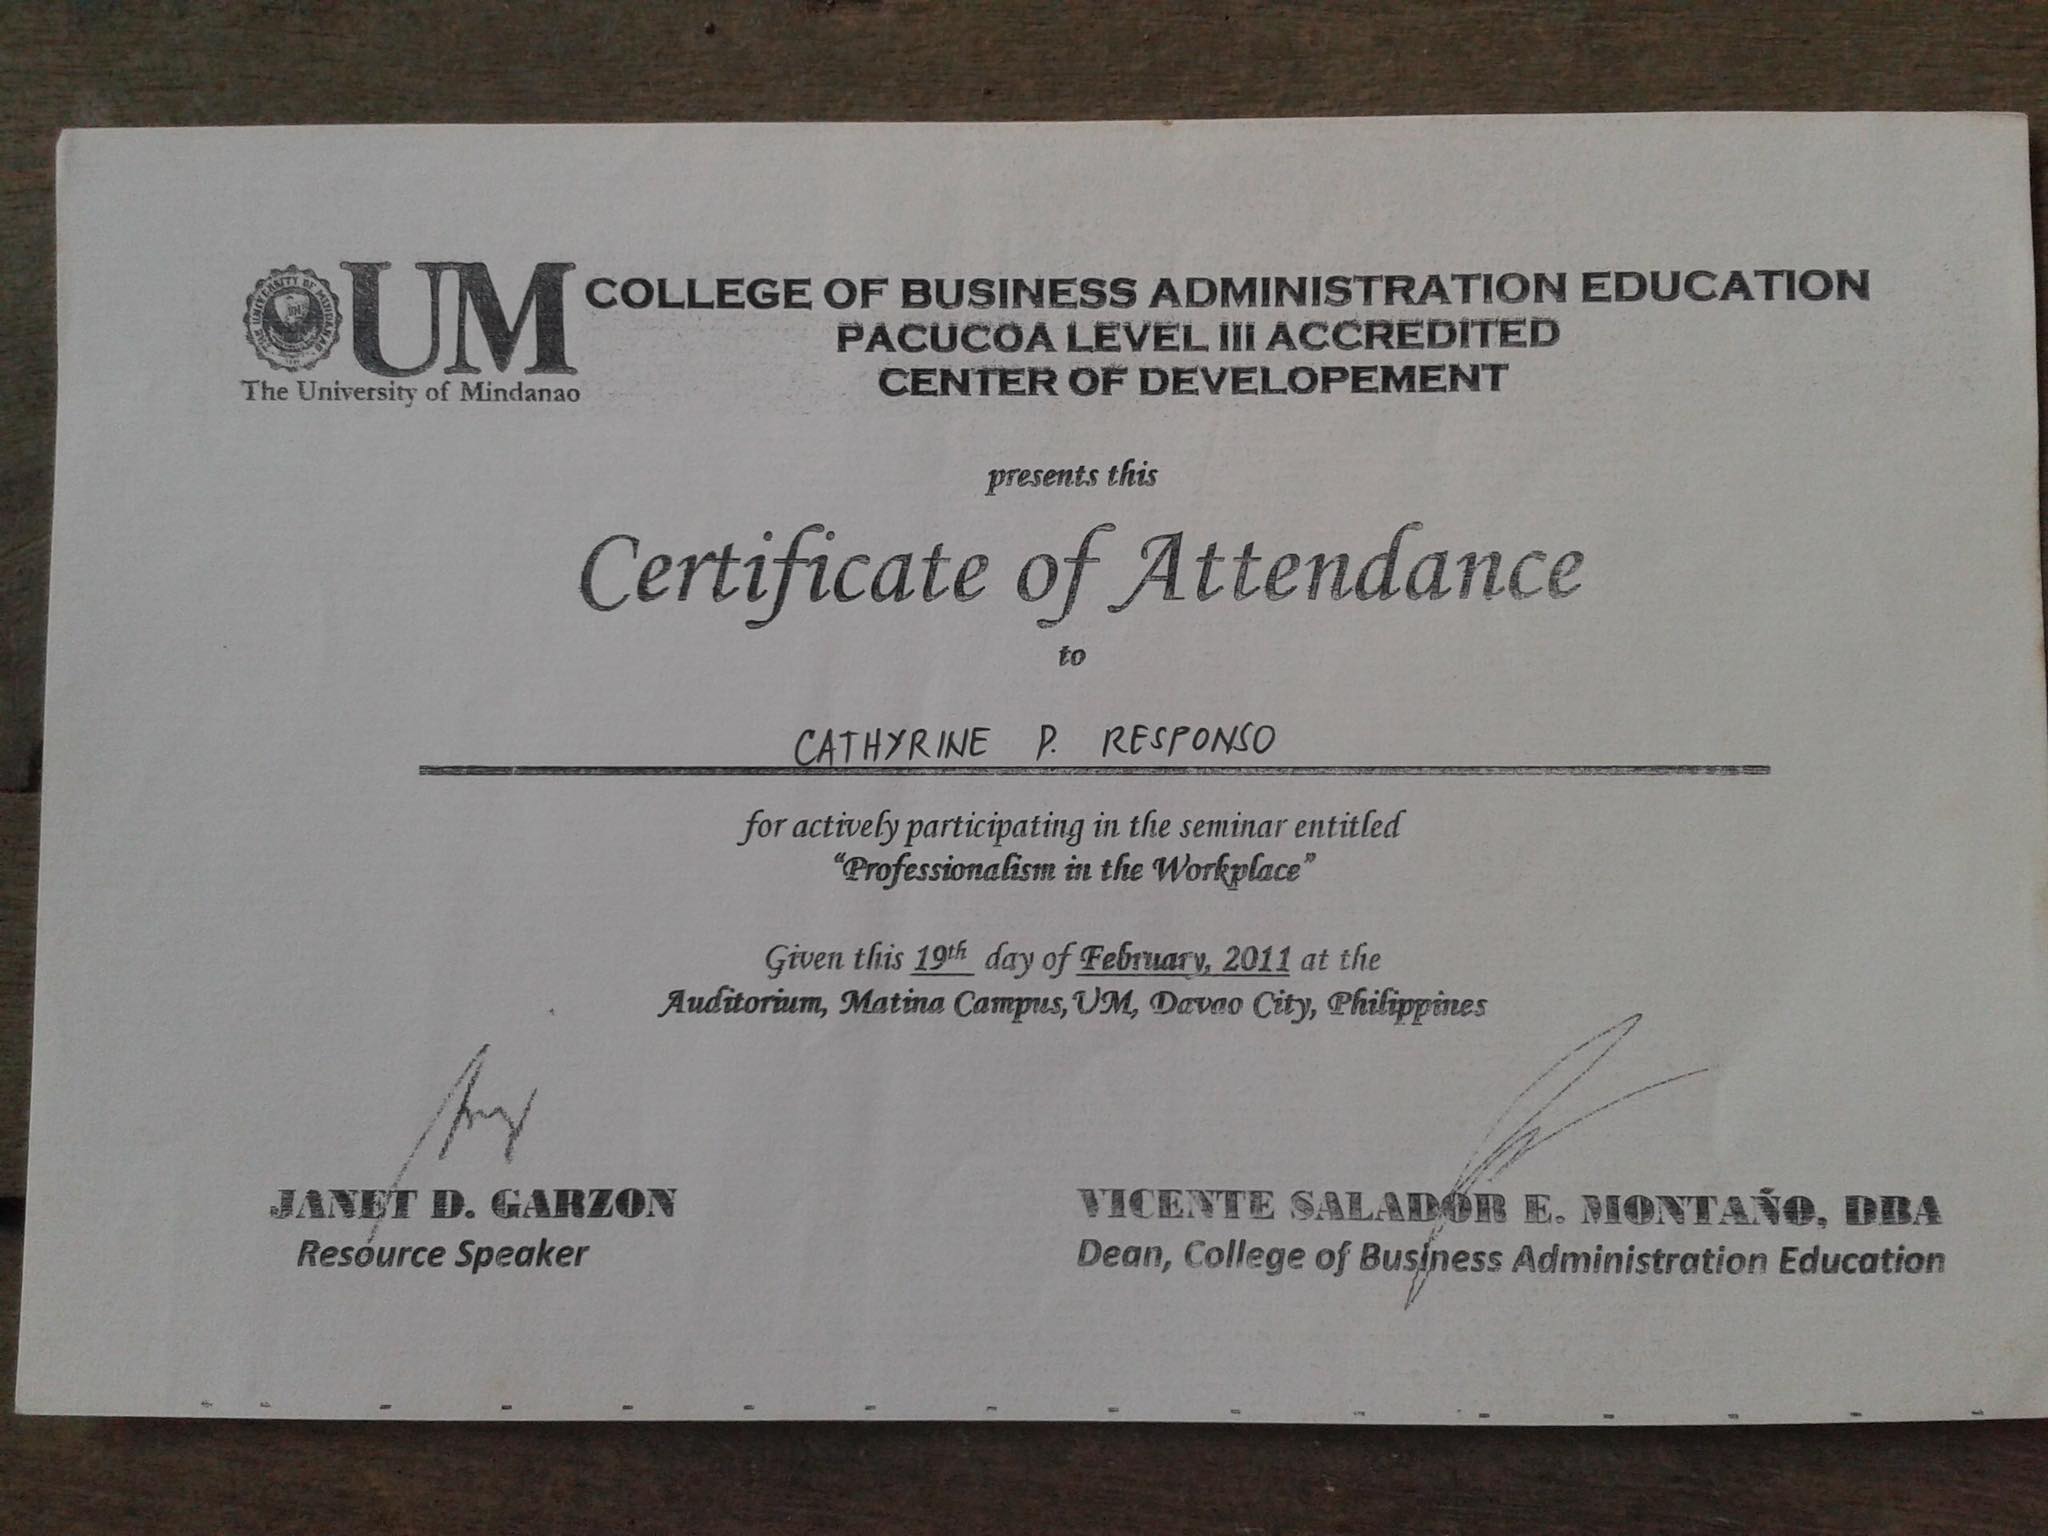 UM COLLEGE OF BUSINESS ADMINISTRATION EDUCATION
The University of Mindanao
PACUCOA LEVEL III ACCREDITED
CENTER OF DEVELOPEMENT
presents this
Certificate of Attendance
to
CATHYRINE P. RESPONSO
for actively participating in the seminar entitled
“Professionalism in the Workplace”
Given this 19th day of February, 2011 at the
Auditorium, Matina Campus, UM, Davao City, Philippines
JANET D. GARZON
Resource Speaker
VICENTE SALADOR E. MONTAÑO, DBA
Dean, College of Business Administration Education